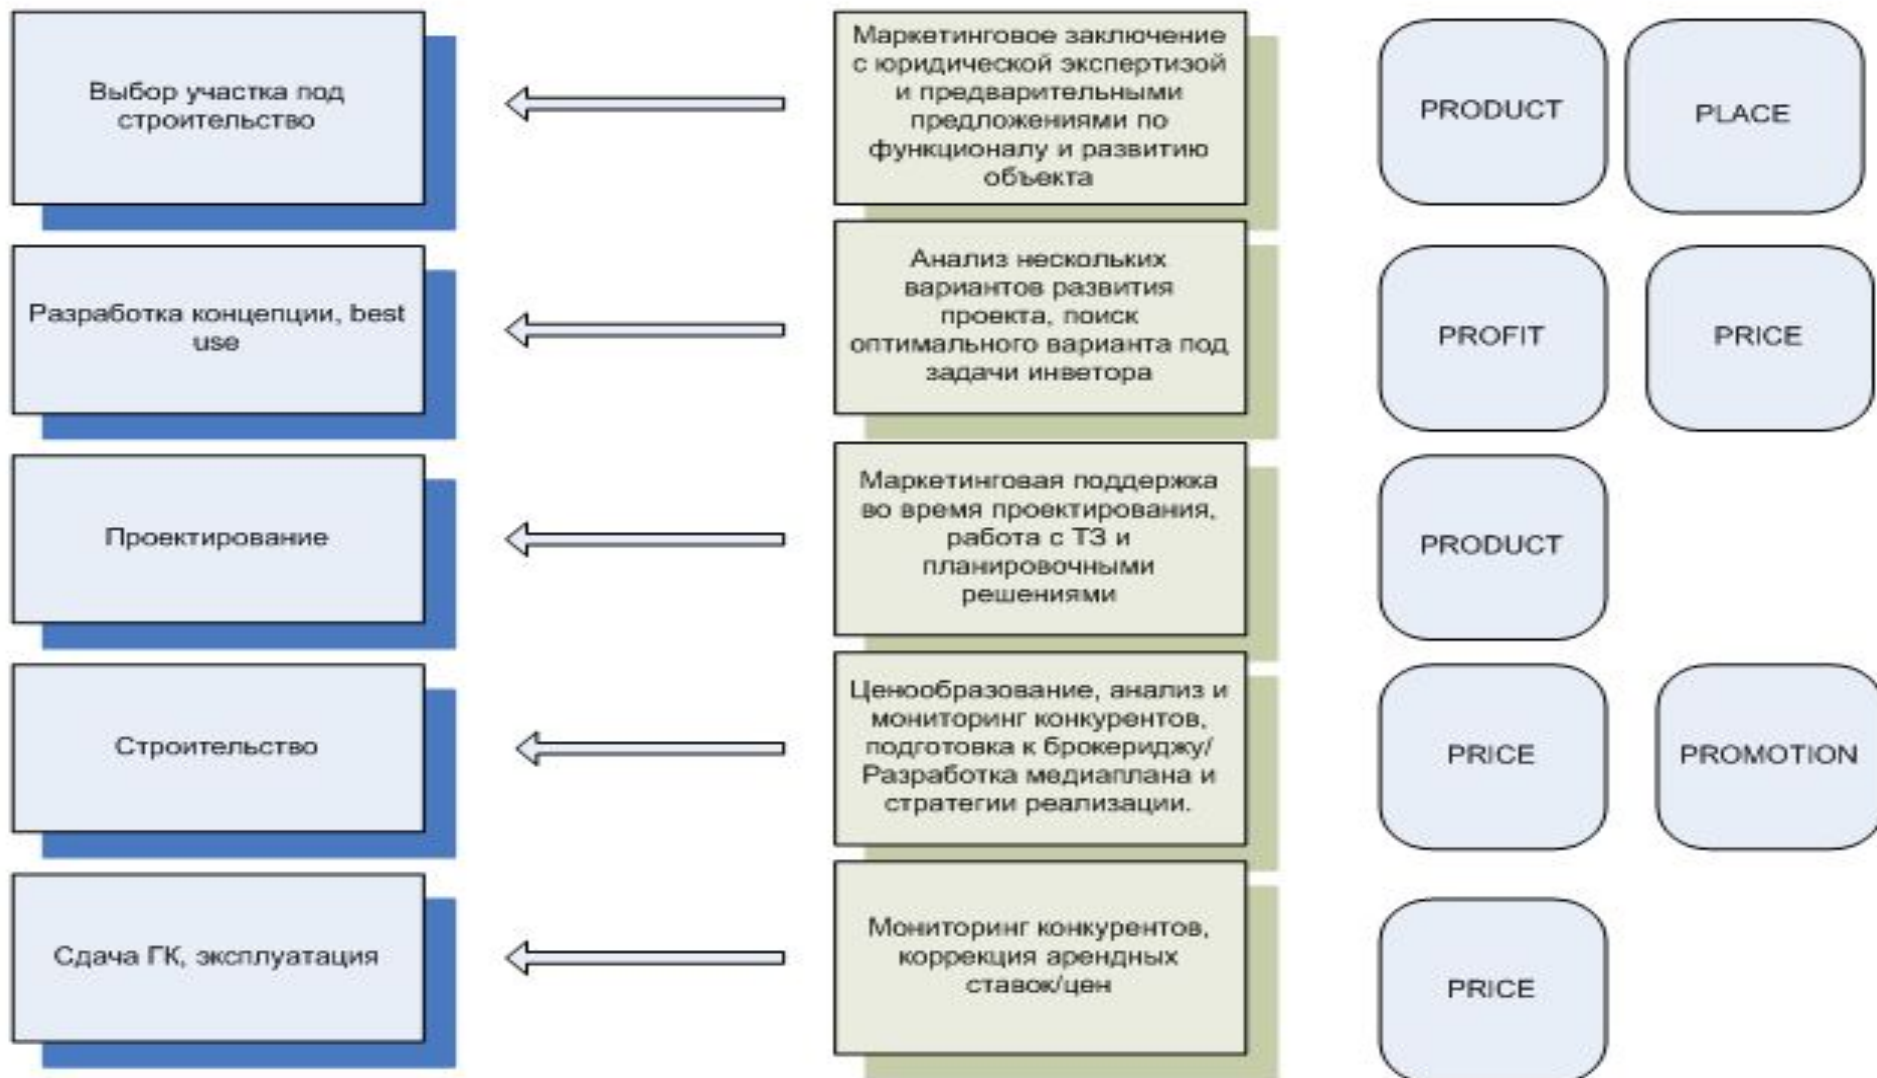 Выбор участка под
строительство
Маркетинговое заключение
с юридической экспертизой
и предварительными
предложениями по
функционалу и развитию
объекта
PRODUCT
PLACE
Разработка концепции, best
use
Анализ нескольких
вариантов развития
проекта, поиск
оптимального варианта под
задачи инветора
PROFIT
PRICE
Проектирование
Маркетинговая поддержка
во время проектирования,
работа с ТЗ и
планировочными
решениями
PRODUCT
Строительство
Ценообразование, анализ и
мониторинг конкурентов,
подготовка к брокериджу/
Разработка медиаплана и
стратегии реализации.
PRICE
PROMOTION
Сдача ГК, эксплуатация
Мониторинг конкурентов,
коррекция арендных
ставок/цен
PRICE